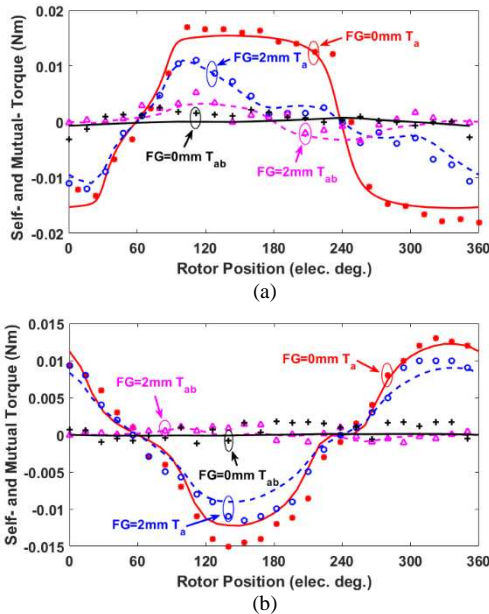 0.02
0.01
0
-0.01
-0.02
Self- and Mutual- Torque (Nm)
FG=0mm Ta
FG=2mm Ta
FG=0mm Tab
FG=2mm Tab
0 60 120 180 240 300 360
Rotor Position (elec. deg.)
(a)
0.015
0.01
0.005
0
-0.005
-0.01
-0.015
Self- and Mutual Torque (Nm)
FG=2mm Tab
FG=0mm Ta
FG=0mm Tab
FG=2mm Ta
0 60 120 180 240 300 360
Rotor Position (elec. deg.)
(b)